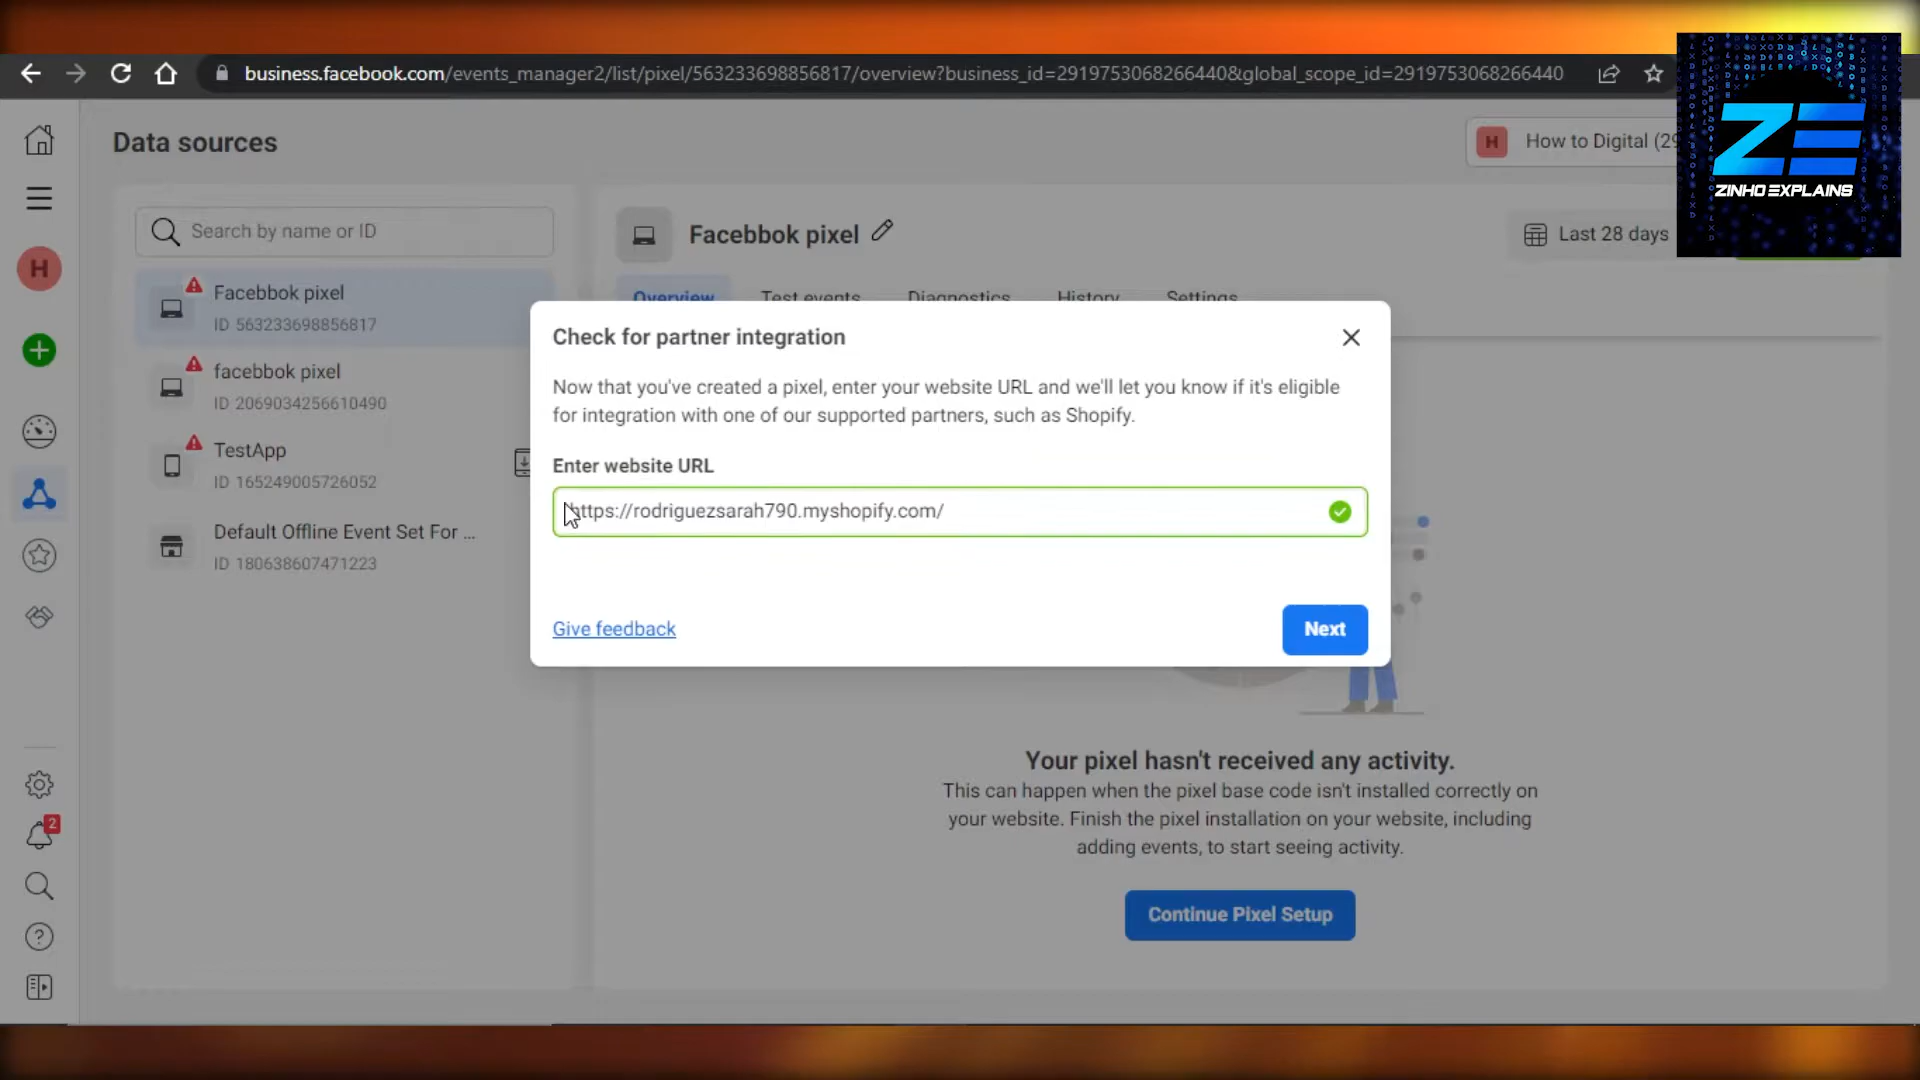 business.facebook.com/events_manager2/list/pixel/563233698856817/overview?business_id=2919753068266440&global_scope_id=2919753068266440
ZE
ZINHO EXPLAINS
Data sources
H
How to Digital (29
Search by name or ID
Facebbok pixel
Last 28 days
H
Facebbok pixel
ID 563233698856817
Overview
Test events
Diagnostics
History
Settings
facebbok pixel
ID 2069034256610490
TestApp
ID 165249005726052
Default Offline Event Set For ...
ID 180638607471223
Check for partner integration
Now that you've created a pixel, enter your website URL and we'll let you know if it's eligible
for integration with one of our supported partners, such as Shopify.
Enter website URL
https://rodriguezsarah790.myshopify.com/
Give feedback
Next
Your pixel hasn't received any activity.
This can happen when the pixel base code isn't installed correctly on
your website. Finish the pixel installation on your website, including
adding events, to start seeing activity.
Continue Pixel Setup
2